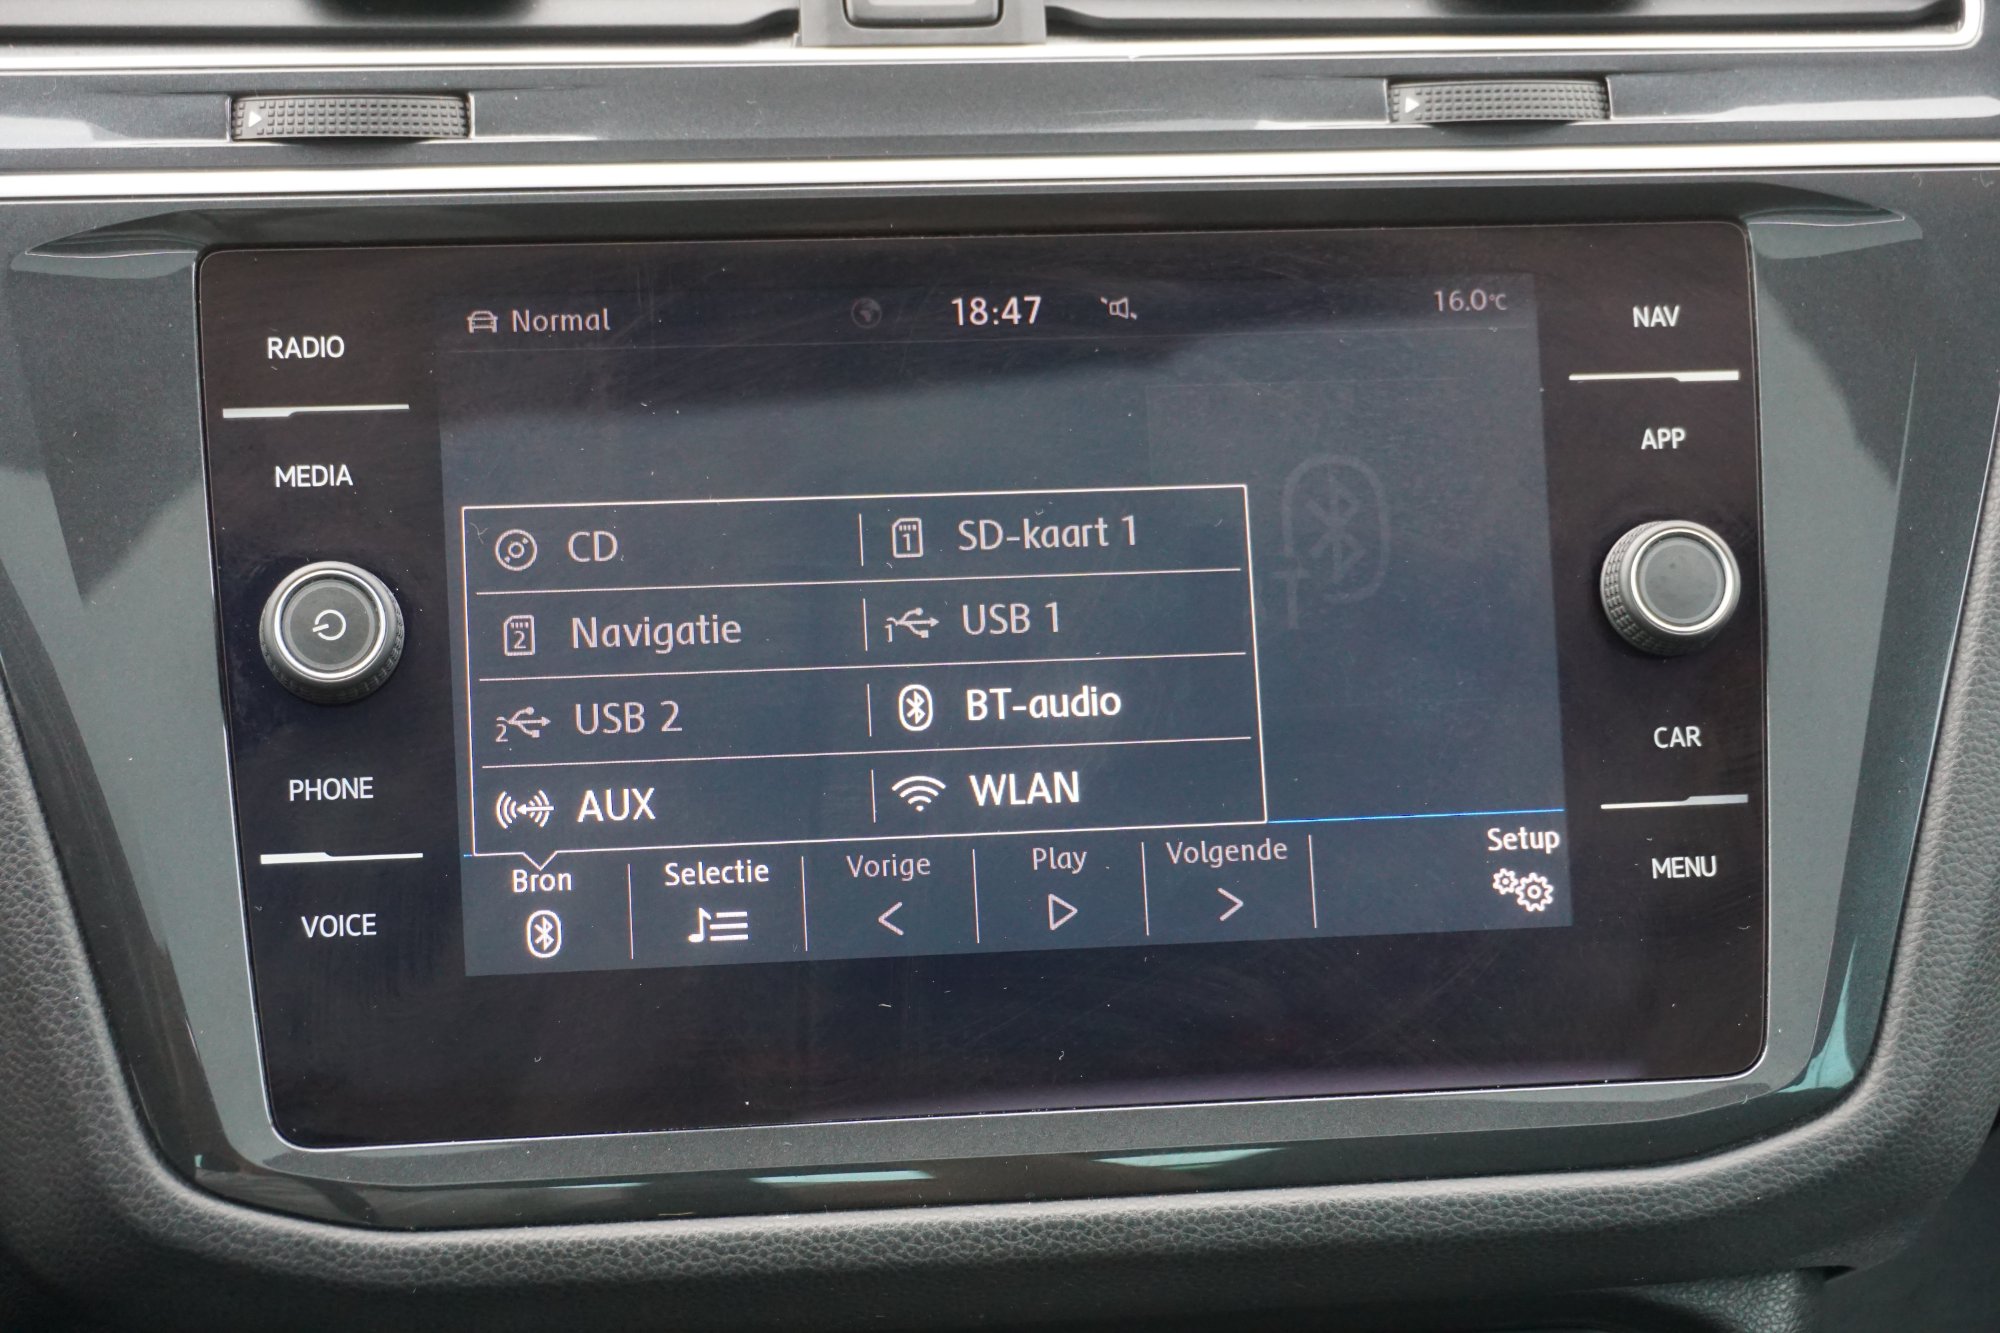 Normal 18:47 16.0°C
RADIO
MEDIA
PHONE
VOICE
CD
SD-kaart 1
Navigatie
USB 1
USB 2
BT-audio
AUX
WLAN
Bron
Selectie
Vorige
Play
Volgende
Setup
NAV
APP
CAR
MENU